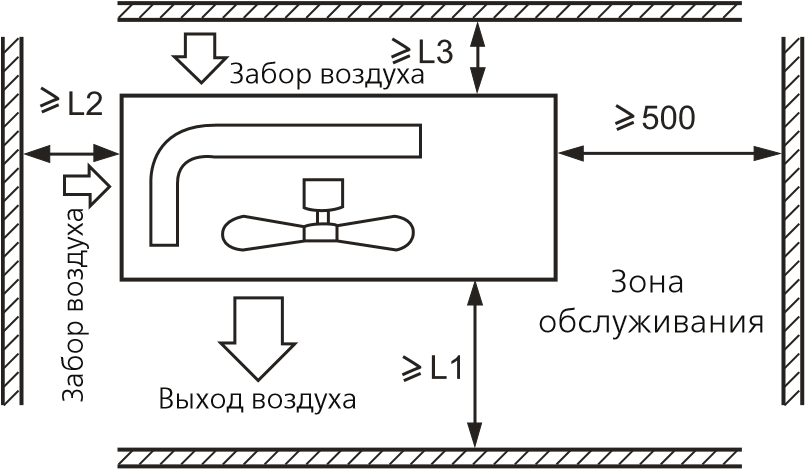 ⩾L3
Забор воздуха
⩾L2
⩾500
Забор воздуха
Зона
обслуживания
⩾L1
Выход воздуха